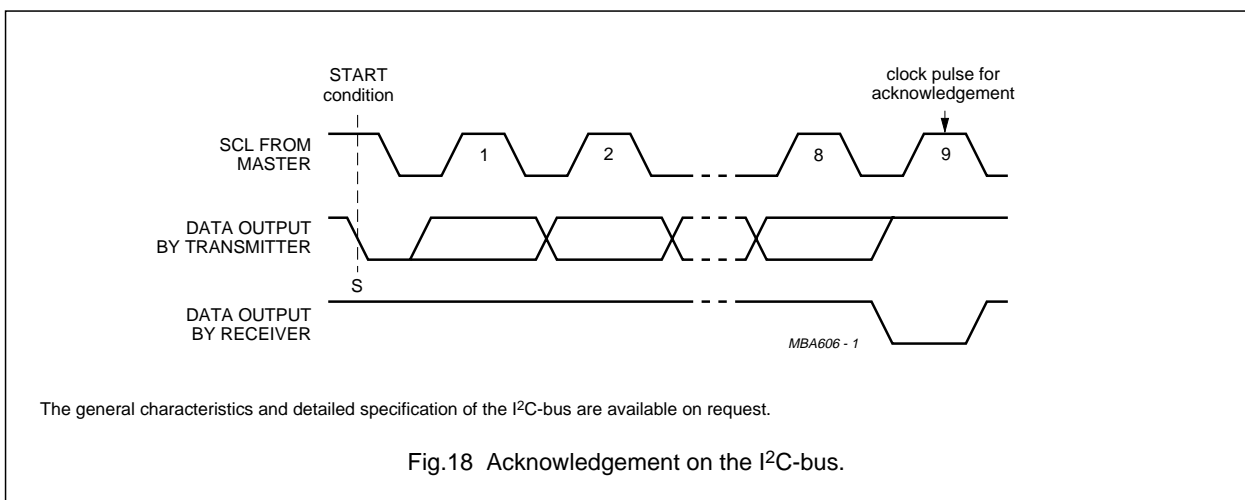 START
condition
clock pulse for
acknowledgement
SCL FROM
MASTER
1
2
8
9
DATA OUTPUT
BY TRANSMITTER
S
DATA OUTPUT
BY RECEIVER
MBA606 - 1
The general characteristics and detailed specification of the I²C-bus are available on request.
Fig.18 Acknowledgement on the I²C-bus.